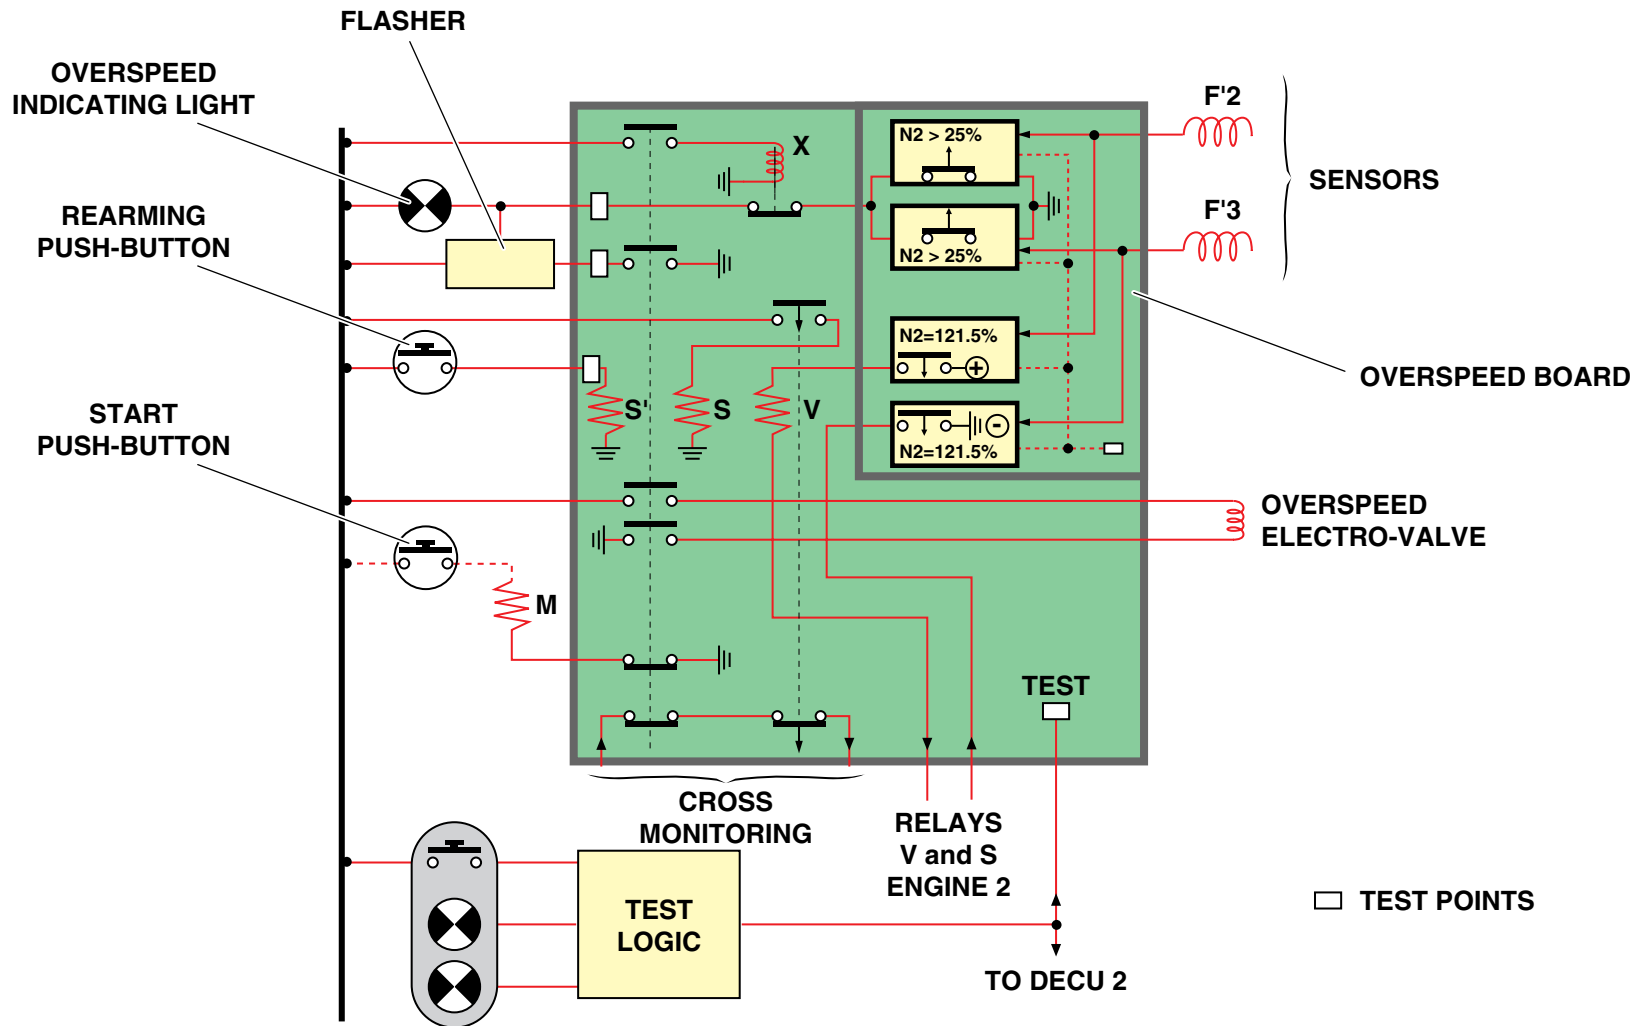 FLASHER
OVERSPEED
INDICATING LIGHT
REARMING
PUSH-BUTTON
START
PUSH-BUTTON
X
N2 > 25%
N2 > 25%
F'2
F'3
SENSORS
N2=121.5%
+
-
N2=121.5%
OVERSPEED BOARD
S'
S
V
OVERSPEED
ELECTRO-VALVE
M
TEST
CROSS
MONITORING
RELAYS
V and S
ENGINE 2
TEST
LOGIC
TO DECU 2
TEST POINTS